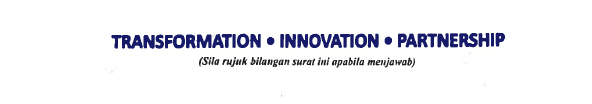 TRANSFORMATION • INNOVATION • PARTNERSHIP
(Sila rujuk bilangan surat ini apabila menjawab)